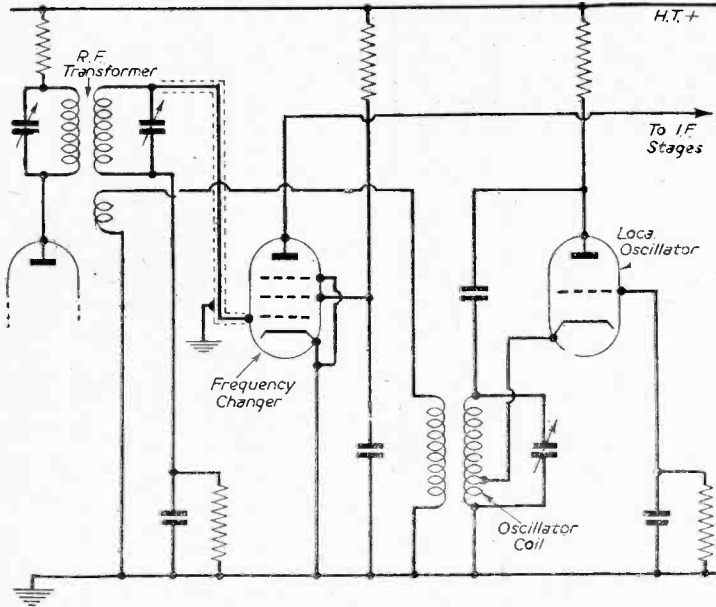 H.T.+
R.F.
Transformer
To I.F.
Stages
Loca
Oscillator
Frequency
Changer
Oscillator
Coil